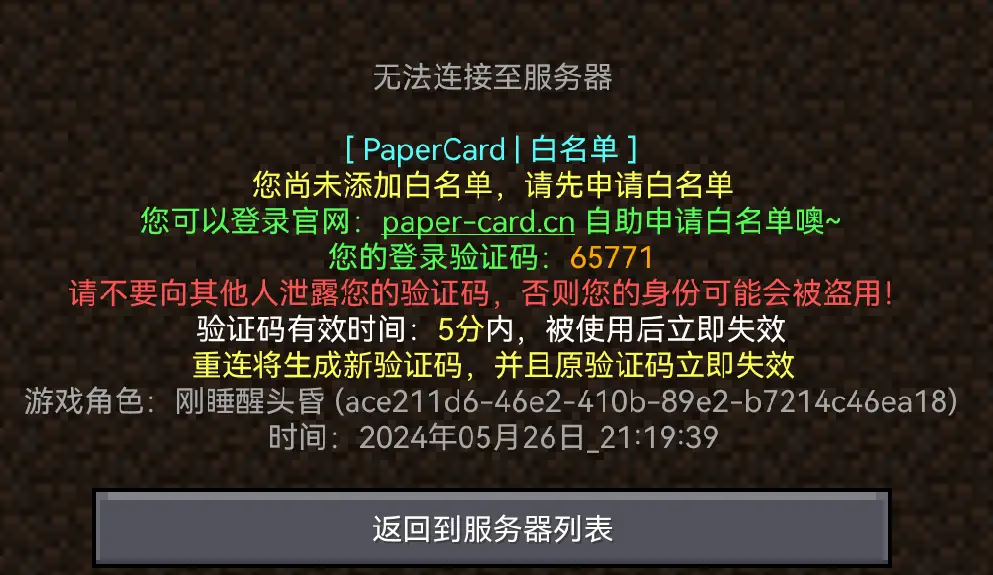 无法连接至服务器
[ PaperCard | 白名单 ]
您尚未添加白名单，请先申请白名单
您可以登录官网：paper-card.cn 自助申请白名单噢~
您的登录验证码：65771
请不要向其他人泄露您的验证码，否则您的身份可能会被盗用！
验证码有效时间：5分内，被使用后立即失效
重连将生成新验证码，并且原验证码立即失效
游戏角色：刚睡醒头昏 (ace211d6-46e2-410b-89e2-b7214c46ea18)
时间：2024年05月26日_21:19:39
返回到服务器列表